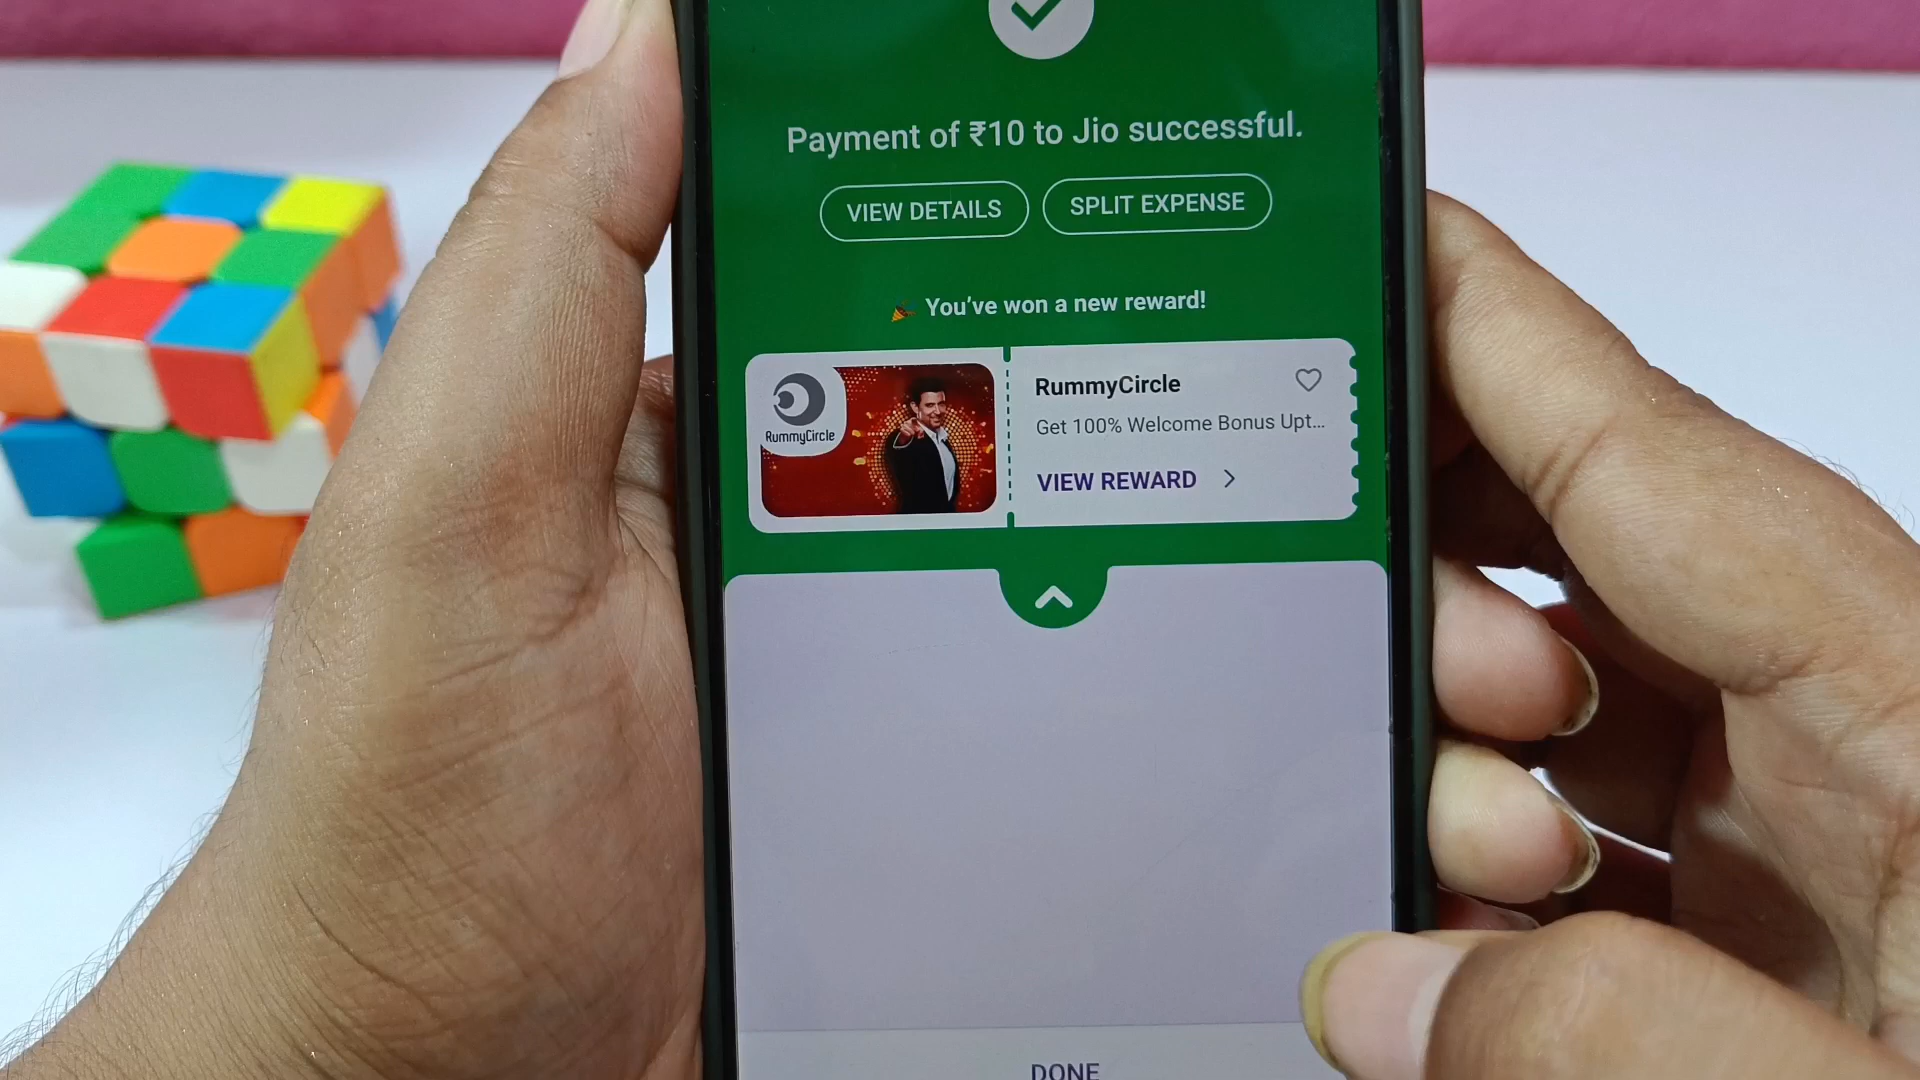 Payment of ₹10 to Jio successful.
VIEW DETAILS
SPLIT EXPENSE
You’ve won a new reward!
RummyCircle
RummyCircle
Get 100% Welcome Bonus Upt...
VIEW REWARD
DONE